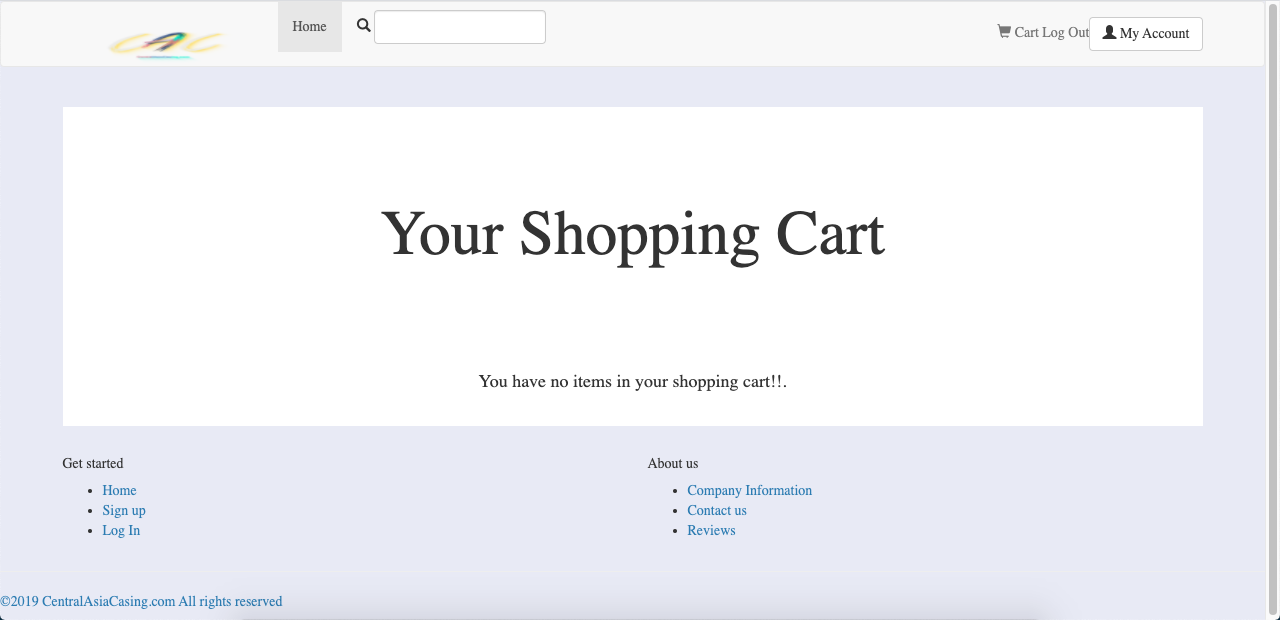 CAC
Home
Cart Log Out My Account
Your Shopping Cart
You have no items in your shopping cart!!.
Get started
Home
Sign up
Log In
About us
Company Information
Contact us
Reviews
©2019 CentralAsiaCasing.com All rights reserved